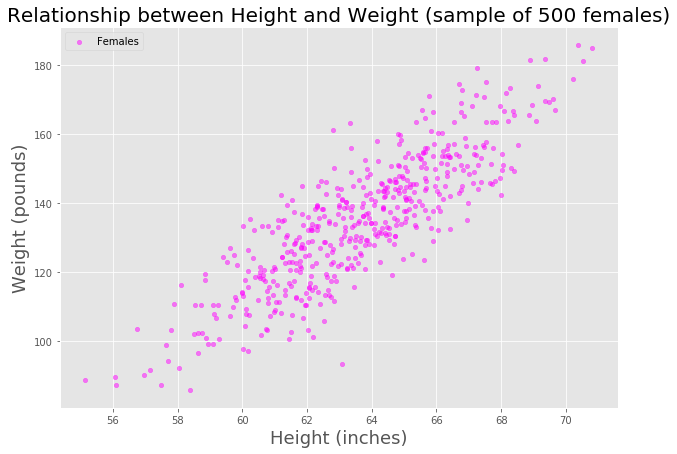 Relationship between Height and Weight (sample of 500 females)
Females
180
160
140
120
100
Weight (pounds)
56 58 60 62 64 66 68 70
Height (inches)